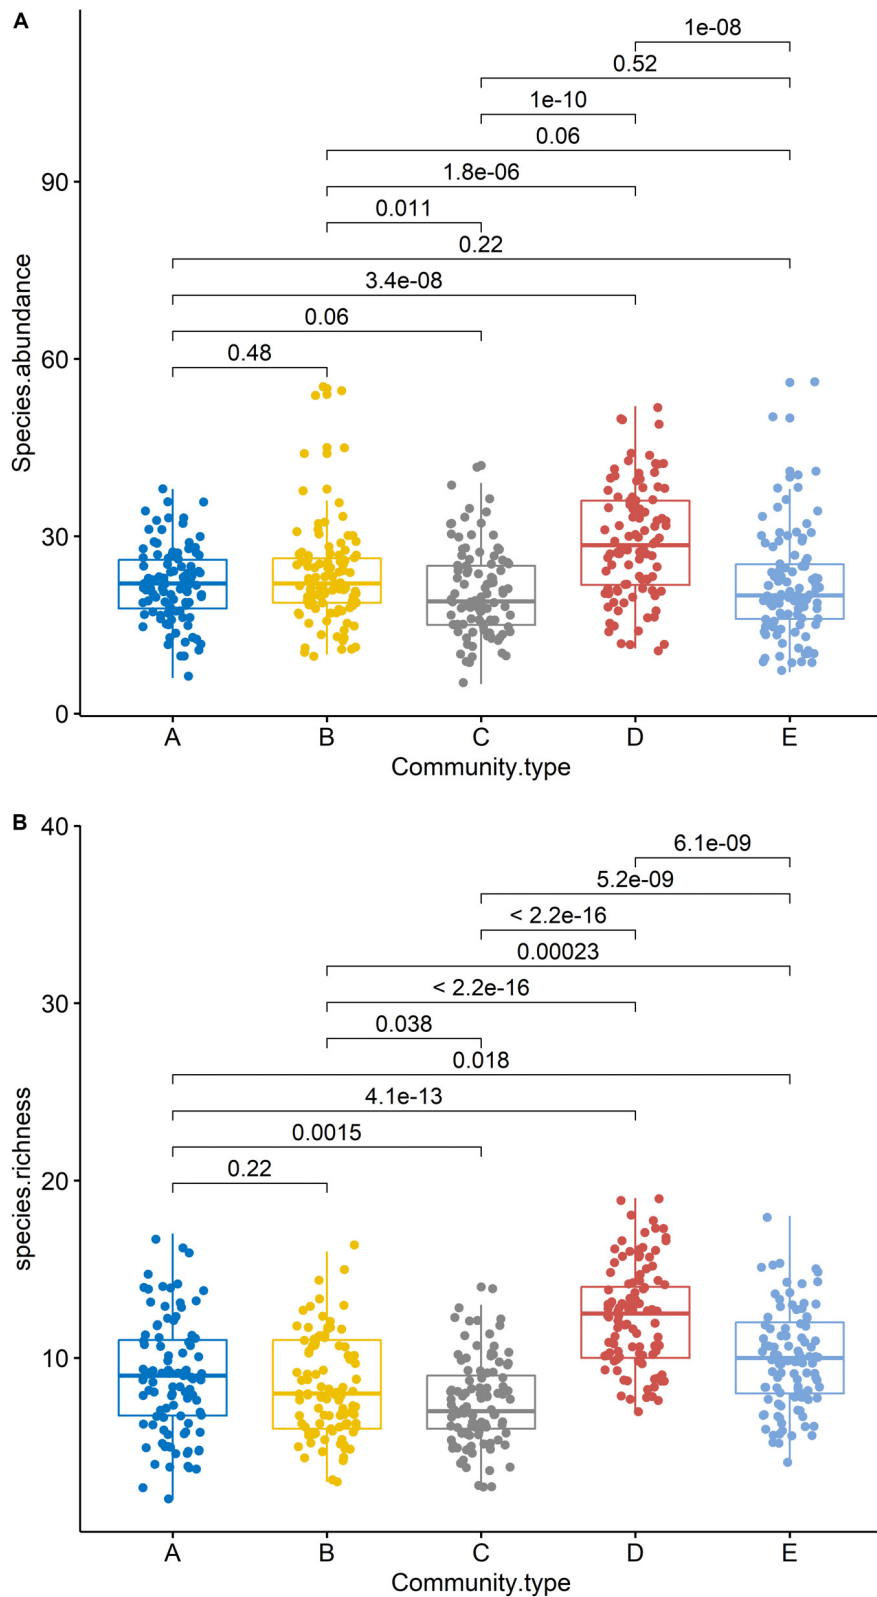 A
1e-08
0.52
1e-10
0.06
1.8e-06
0.011
0.22
3.4e-08
0.06
0.48
90
60
30
0
Species.abundance
A B C D E
Community.type
B
6.1e-09
5.2e-09
< 2.2e-16
0.00023
< 2.2e-16
0.038
0.018
4.1e-13
0.0015
0.22
40
30
20
10
species.richness
A B C D E
Community.type